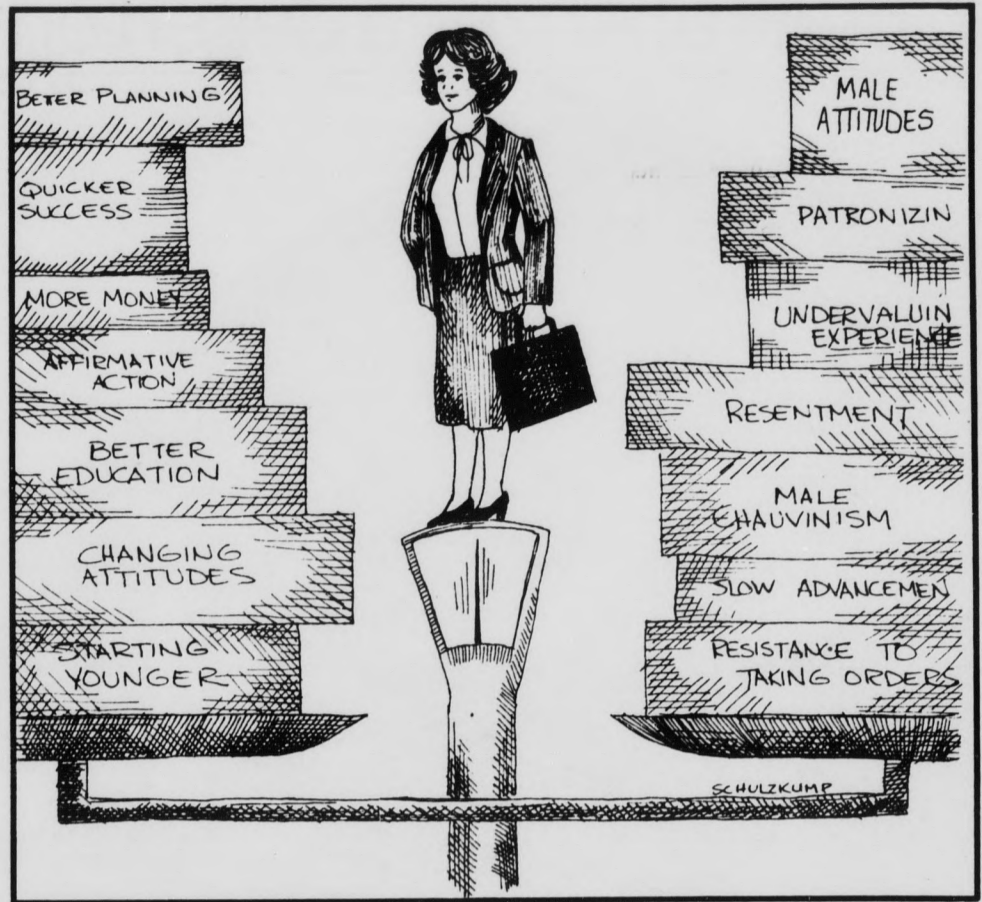 BETER PLANNING
QUICKER
SUCCESS
MORE MONEY
AFFIRMATIVE
ACTION
BETTER
EDUCATION
CHANGING
ATTITUDES
STARTING
YOUNGER
MALE
ATTITUDES
PATRONIZIN
UNDERVALUIN
EXPERIENCE
RESENTMENT
MALE
CHAUVINISM
SLOW ADVANCEMEN
RESISTANCE TO
TAKING ORDERS
SCHULZKUMP